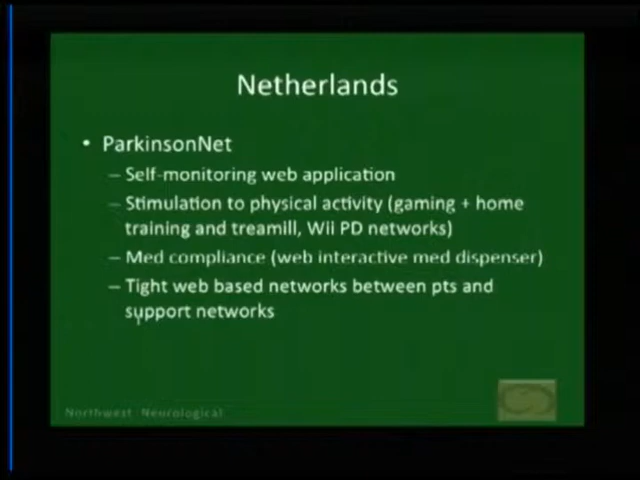 Netherlands
• ParkinsonNet
– Self-monitoring web application
– Stimulation to physical activity (gaming + home
training and treamill, Wii PD networks)
– Med compliance (web interactive med dispenser)
– Tight web based networks between pts and
support networks
Northwest Neurological